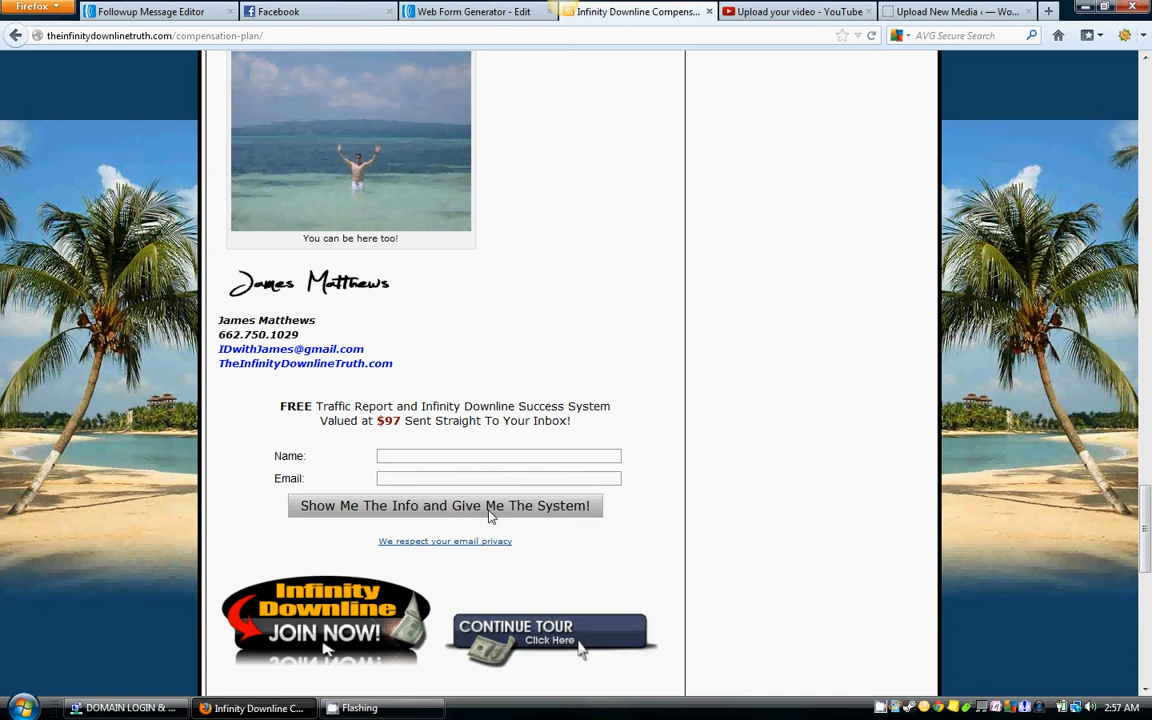 Firefox
Followup Message Editor
Facebook
Web Form Generator - Edit
Infinity Downline Compens...
Upload your video - YouTube
Upload New Media ‹ — Wo...
theinfinitydownlinetruth.com/compensation-plan/
AVG Secure Search
You can be here too!
James Matthews
James Matthews
662.750.1029
IDwithJames@gmail.com
TheInfinityDownlineTruth.com
FREE Traffic Report and Infinity Downline Success System
Valued at $97 Sent Straight To Your Inbox!
Name:
Email:
Show Me The Info and Give Me The System!
We respect your email privacy
Infinity
Downline
JOIN NOW!
CONTINUE TOUR
Click Here
DOMAIN LOGIN & ...
Infinity Downline C...
Flashing
2:57 AM